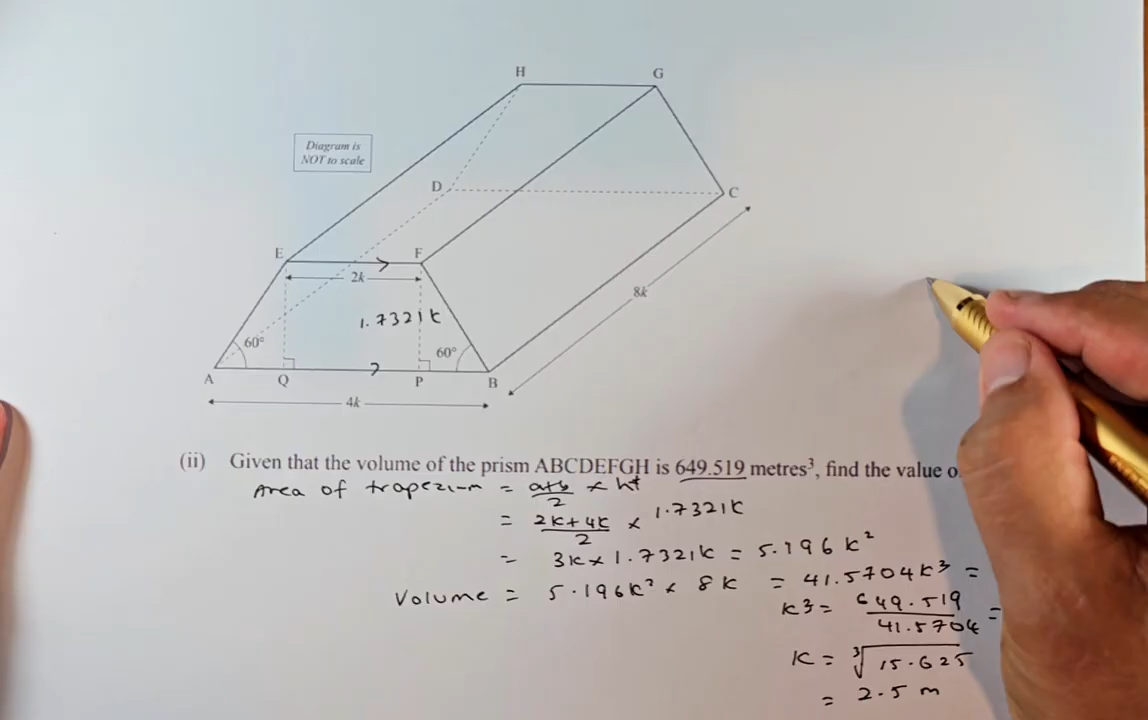 H G
Diagram is
NOT to scale
D C
E F
2k
8k
1.7321k
60° 60°
A Q P B
4k
(ii) Given that the volume of the prism ABCDEFGH is 649.519 metres³, find the value
Area of trapezium = a+b/2 × ht
= 2k+4k/2 × 1.7321k
= 3k × 1.7321k = 5.196k²
Volume = 5.196k² × 8k = 41.5704k³ =
k³ = 649.519/41.5704 =
k = ∛15.625
= 2.5 m